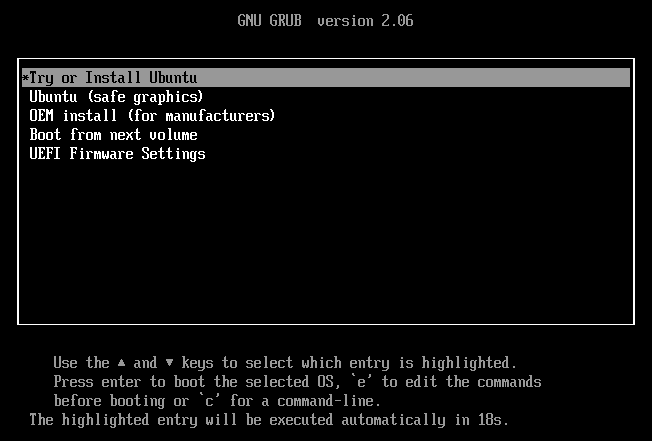 GNU GRUB  version 2.06
*Try or Install Ubuntu
Ubuntu (safe graphics)
OEM install (for manufacturers)
Boot from next volume
UEFI Firmware Settings
Use the ▲ and ▼ keys to select which entry is highlighted.
Press enter to boot the selected OS, `e' to edit the commands
before booting or `c' for a command-line.
The highlighted entry will be executed automatically in 18s.